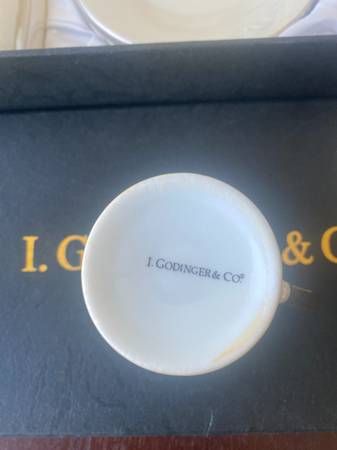 I. GODINGER & CO.®
I. G & C